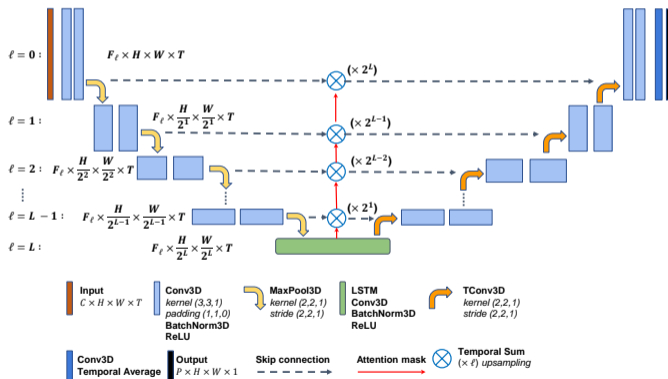 ℓ = 0 :
F_ℓ × H × W × T
(× 2^L)
ℓ = 1 :
F_ℓ × H/2^1 × W/2^1 × T
(× 2^{L-1})
ℓ = 2 :
F_ℓ × H/2^2 × W/2^2 × T
(× 2^{L-2})
⋮
ℓ = L − 1 :
F_ℓ × H/2^{L-1} × W/2^{L-1} × T
(× 2^1)
ℓ = L :
F_ℓ × H/2^L × W/2^L × T
Input
C × H × W × T
Conv3D
kernel (3,3,1)
padding (1,1,0)
BatchNorm3D
ReLU
MaxPool3D
kernel (2,2,1)
stride (2,2,1)
LSTM
Conv3D
BatchNorm3D
ReLU
TConv3D
kernel (2,2,1)
stride (2,2,1)
Conv3D
Temporal Average
Output
P × H × W × 1
Skip connection
Attention mask
Temporal Sum
(× ℓ) upsampling